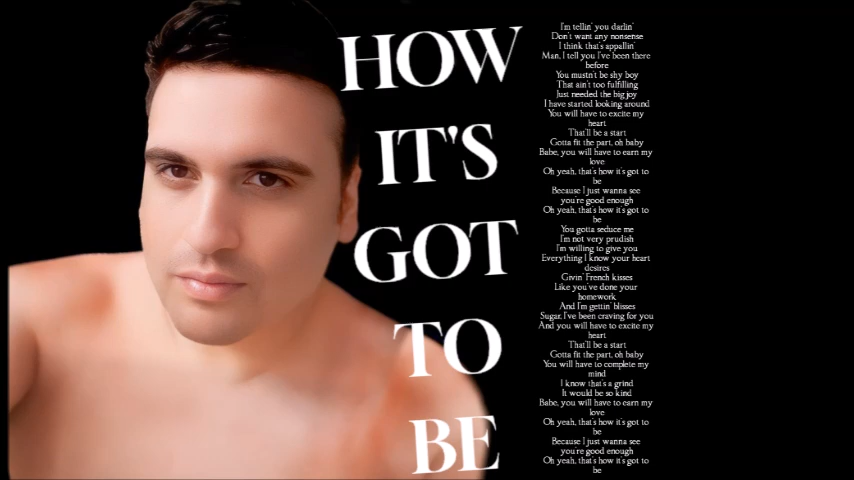 HOW
IT'S
GOT
TO
BE
I'm tellin' you darlin'
Don't want any nonsense
I think that's appallin'
Man, I tell you I've been there
before
You mustn't be shy boy
That ain't too fulfilling
Just needed the big joy
I have started looking around
You will have to excite my
heart
That'll be a start
Gotta fit the part, oh baby
Babe, you will have to earn my
love
Oh yeah, that's how it's got to
be
Because I just wanna see
you're good enough
Oh yeah, that's how it's got to
be
You gotta seduce me
I'm not very prudish
I'm willing to give you
Everything I know your heart
desires
Givin' French kisses
Like you've done your
homework
And I'm gettin' blisses
Sugar, I've been craving for you
And you will have to excite my
heart
That'll be a start
Gotta fit the part, oh baby
You will have to complete my
mind
I know that's a grind
It would be so kind
Babe, you will have to earn my
love
Oh yeah, that's how it's got to
be
Because I just wanna see
you're good enough
Oh yeah, that's how it's got to
be